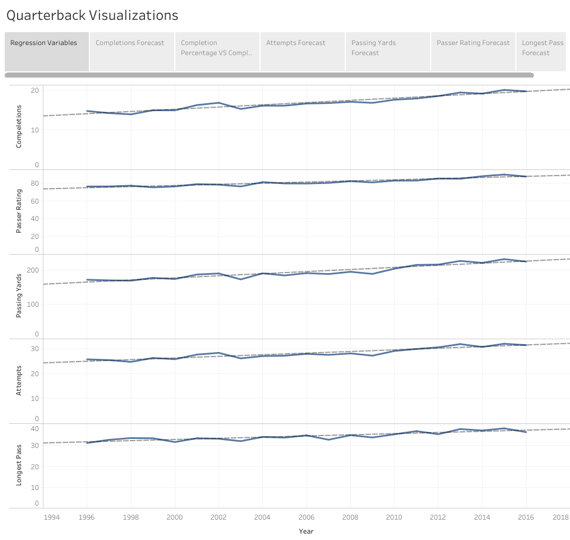 Quarterback Visualizations
Regression Variables
Completions Forecast
Completion
Percentage VS Compl..
Attempts Forecast
Passing Yards
Forecast
Passer Rating Forecast
Longest Pass
Forecast
Completions
20
10
0
Passer Rating
80
60
40
20
0
Passing Yards
200
100
0
Attempts
30
20
10
0
Longest Pass
40
30
20
10
0
1994 1996 1998 2000 2002 2004 2006 2008 2010 2012 2014 2016 2018
Year